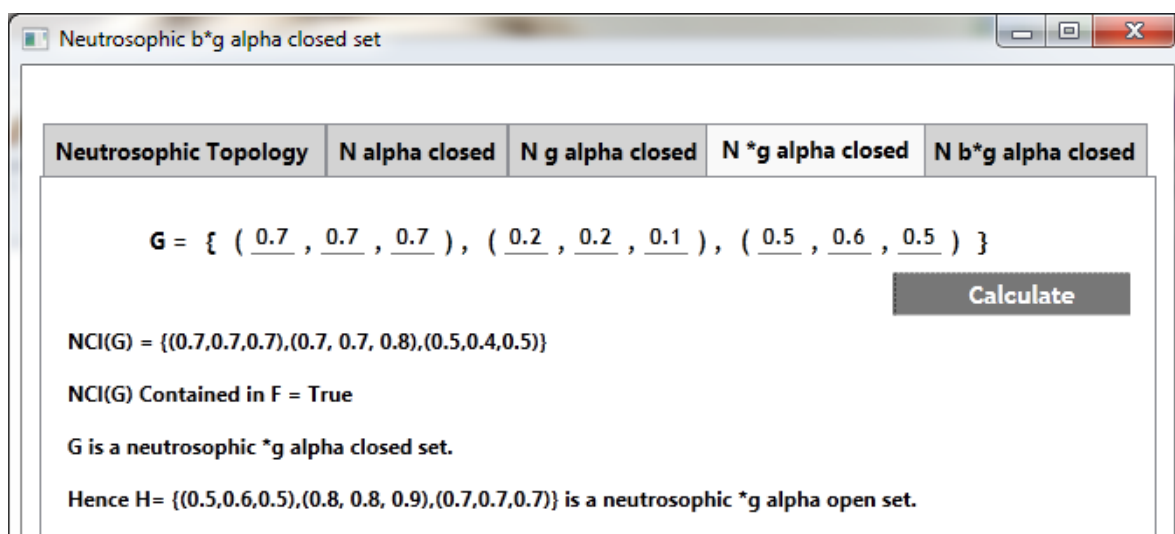 Neutrosophic b*g alpha closed set
Neutrosophic Topology N alpha closed N g alpha closed N *g alpha closed N b*g alpha closed
G = { ( 0.7 , 0.7 , 0.7 ) , ( 0.2 , 0.2 , 0.1 ) , ( 0.5 , 0.6 , 0.5 ) }
Calculate
NCl(G) = {(0.7,0.7,0.7),(0.7, 0.7, 0.8),(0.5,0.4,0.5)}
NCl(G) Contained in F = True
G is a neutrosophic *g alpha closed set.
Hence H= {(0.5,0.6,0.5),(0.8, 0.8, 0.9),(0.7,0.7,0.7)} is a neutrosophic *g alpha open set.